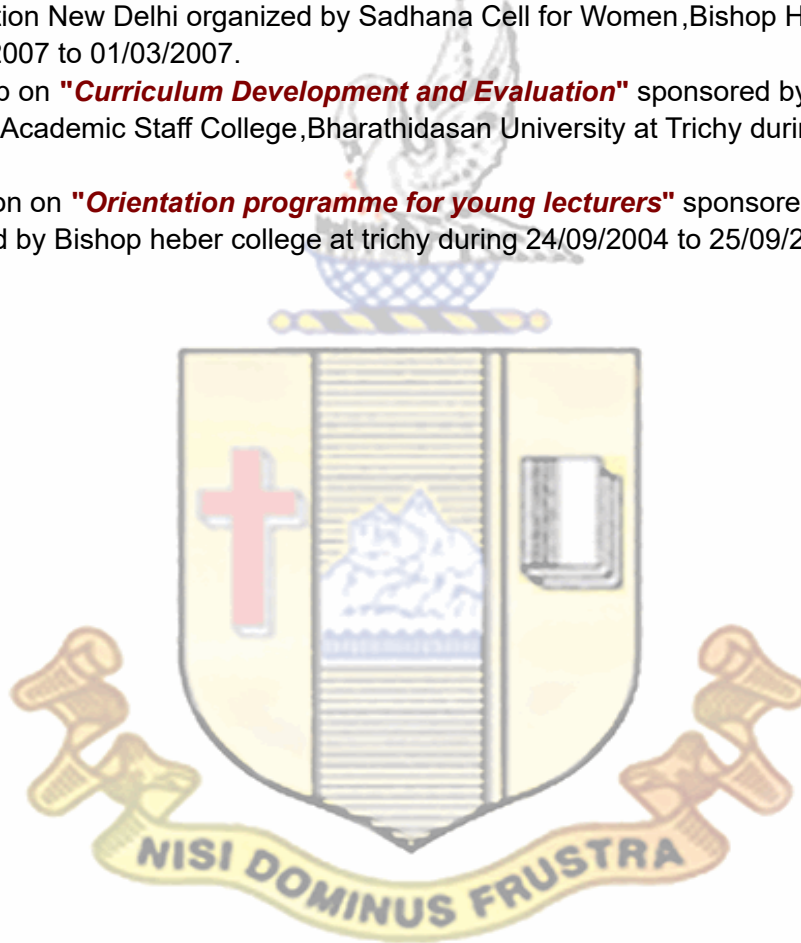 tion New Delhi organized by Sadhana Cell for Women,Bishop H
2007 to 01/03/2007.
p on "Curriculum Development and Evaluation" sponsored by
Academic Staff College,Bharathidasan University at Trichy durin
on on "Orientation programme for young lecturers" sponsore
d by Bishop heber college at trichy during 24/09/2004 to 25/09/2
NISI DOMINUS FRUSTRA